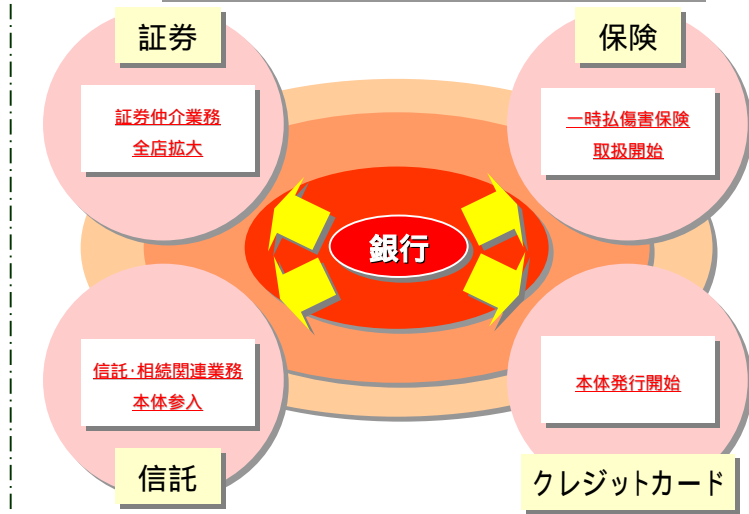 証券
証券仲介業務
全店拡大
保険
一時払傷害保険
取扱開始
銀行
信託・相続関連業務
本体参入
信託
本体発行開始
クレジットカード